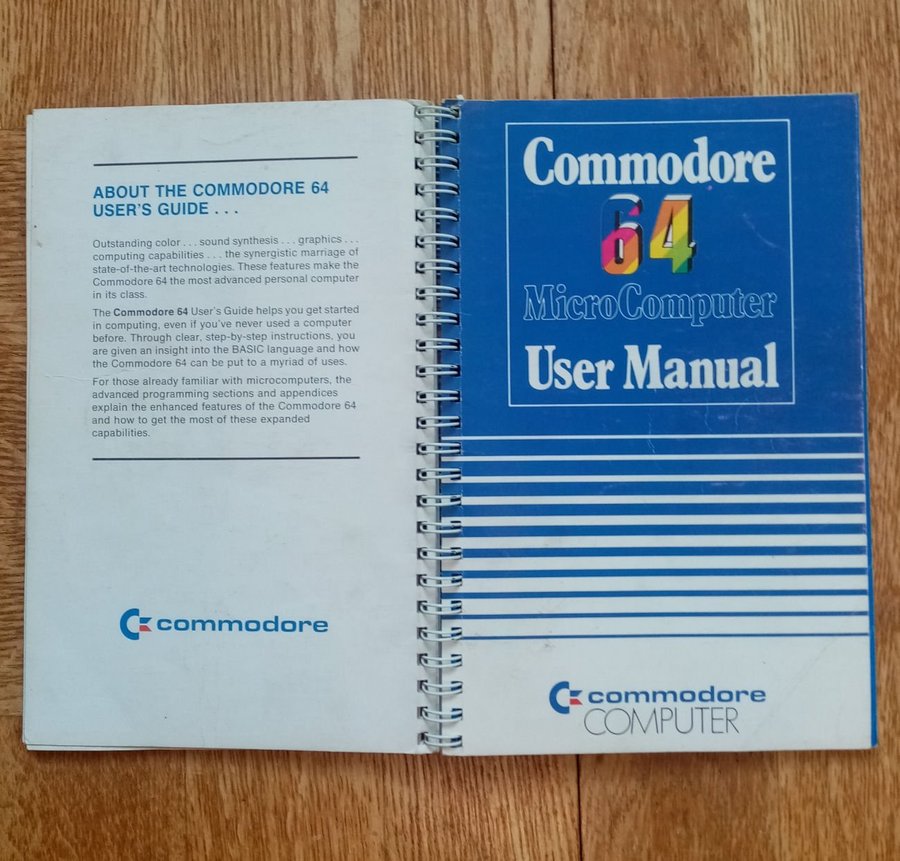 ABOUT THE COMMODORE 64
USER'S GUIDE . . .
Outstanding color . . . sound synthesis . . . graphics . . .
computing capabilities . . . the synergistic marriage of
state-of-the-art technologies. These features make the
Commodore 64 the most advanced personal computer
in its class.
The Commodore 64 User's Guide helps you get started
in computing, even if you've never used a computer
before. Through clear, step-by-step instructions, you
are given an insight into the BASIC language and how
the Commodore 64 can be put to a myriad of uses.
For those already familiar with microcomputers, the
advanced programming sections and appendices
explain the enhanced features of the Commodore 64
and how to get the most of these expanded
capabilities.
commodore
Commodore
64
MicroComputer
User Manual
commodore
COMPUTER